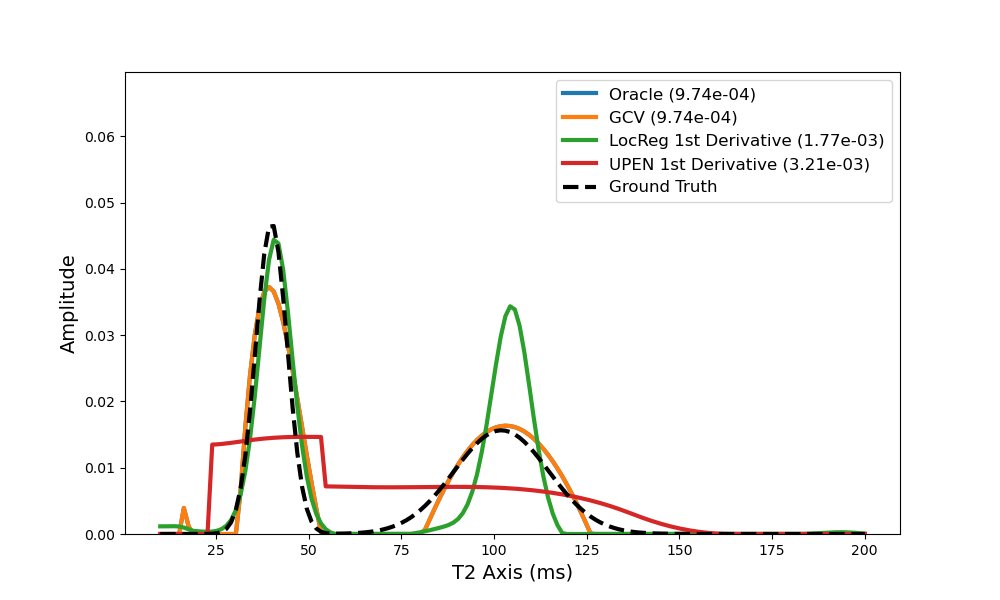 Oracle (9.74e-04)
GCV (9.74e-04)
LocReg 1st Derivative (1.77e-03)
UPEN 1st Derivative (3.21e-03)
Ground Truth
Amplitude
0.06
0.05
0.04
0.03
0.02
0.01
0.00
25 50 75 100 125 150 175 200
T2 Axis (ms)